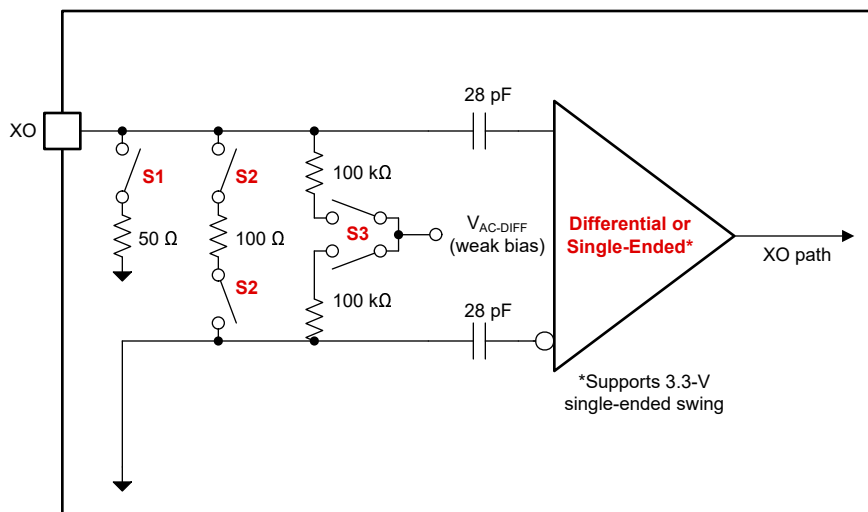 28 pF
XO
S1
S2
100 kΩ
50 Ω
100 Ω
S3
V_AC-DIFF
(weak bias)
Differential or
Single-Ended*
XO path
S2
100 kΩ
28 pF
*Supports 3.3-V
single-ended swing